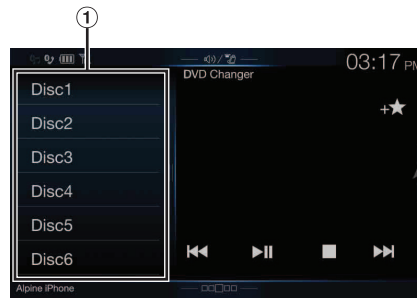 1
03:17 PM
DVD Changer
Disc1
Disc2
Disc3
Disc4
Disc5
Disc6
Alpine iPhone